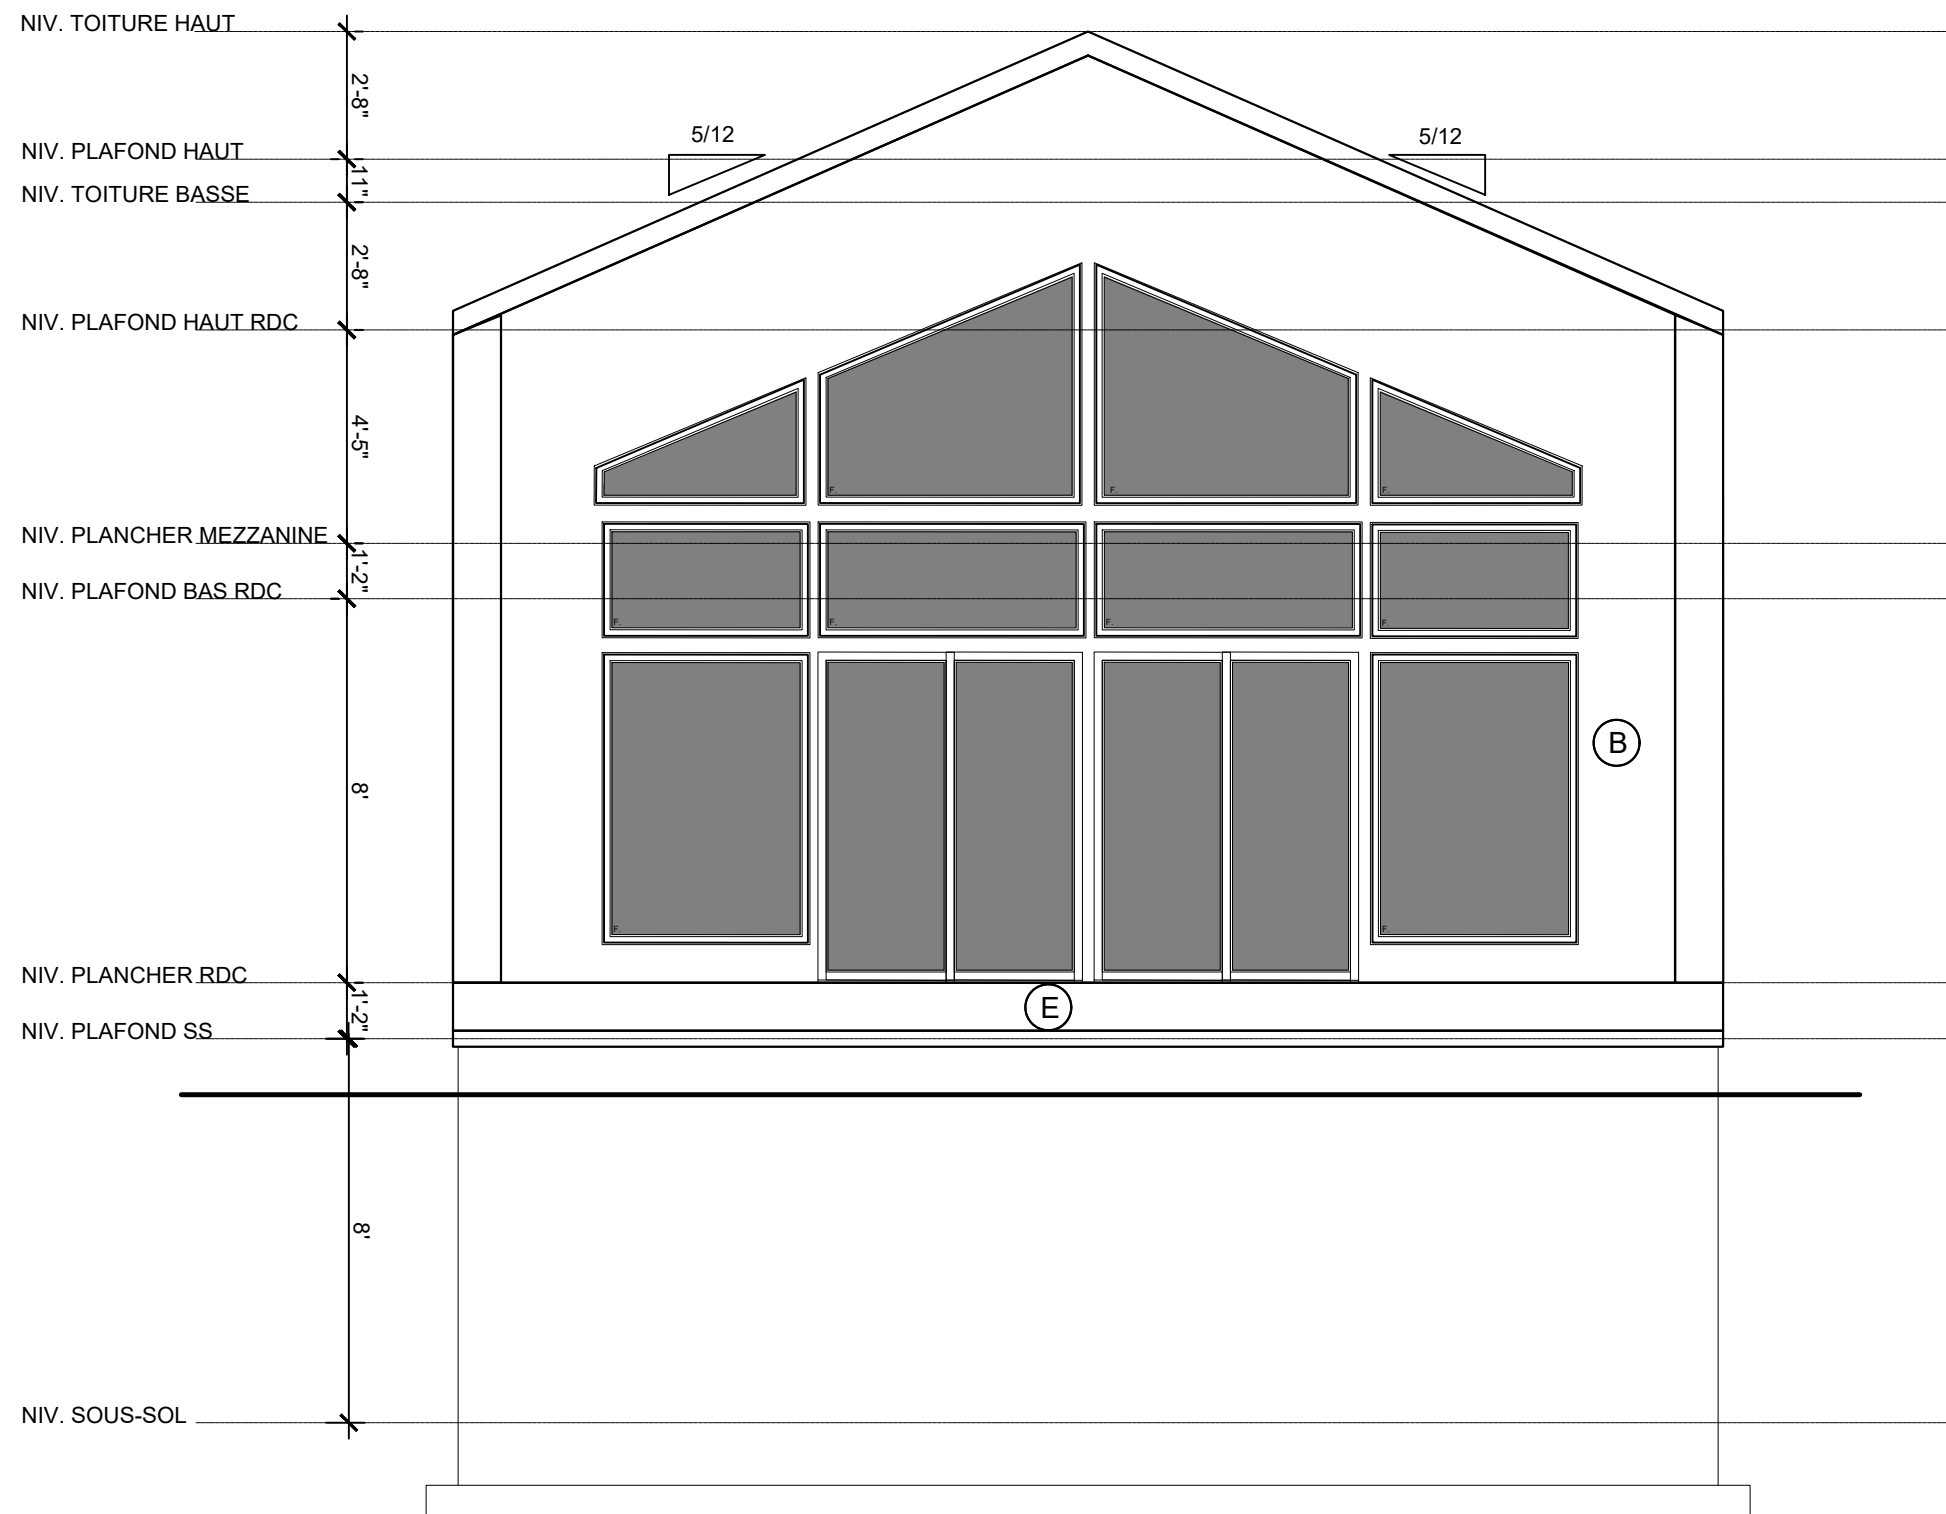 NIV. TOITURE HAUT
2'-8"
5/12
5/12
NIV. PLAFOND HAUT
11"
NIV. TOITURE BASSE
2'-8"
NIV. PLAFOND HAUT RDC
4'-5"
F.
F.
F.
NIV. PLANCHER MEZZANINE
1'-2"
NIV. PLAFOND BAS RDC
F.
F.
F.
F.
B
8'
F.
F.
NIV. PLANCHER RDC
1'-2"
E
NIV. PLAFOND SS
8'
NIV. SOUS-SOL